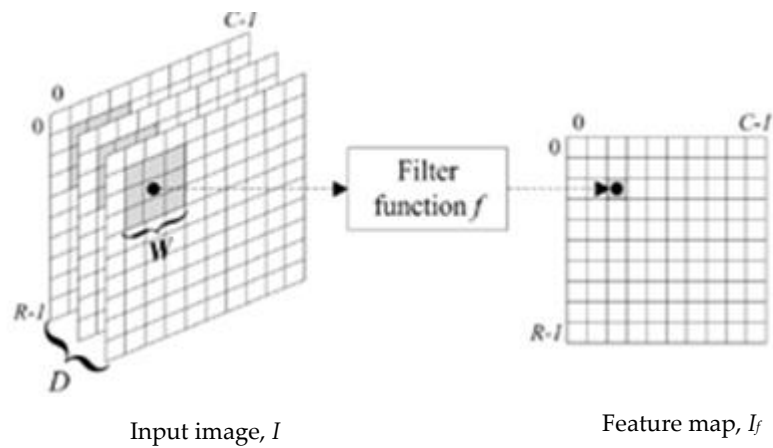 C-1
0
0
R-1
D
W
Filter
function f
0
C-1
0
R-1
Input image, I
Feature map, If